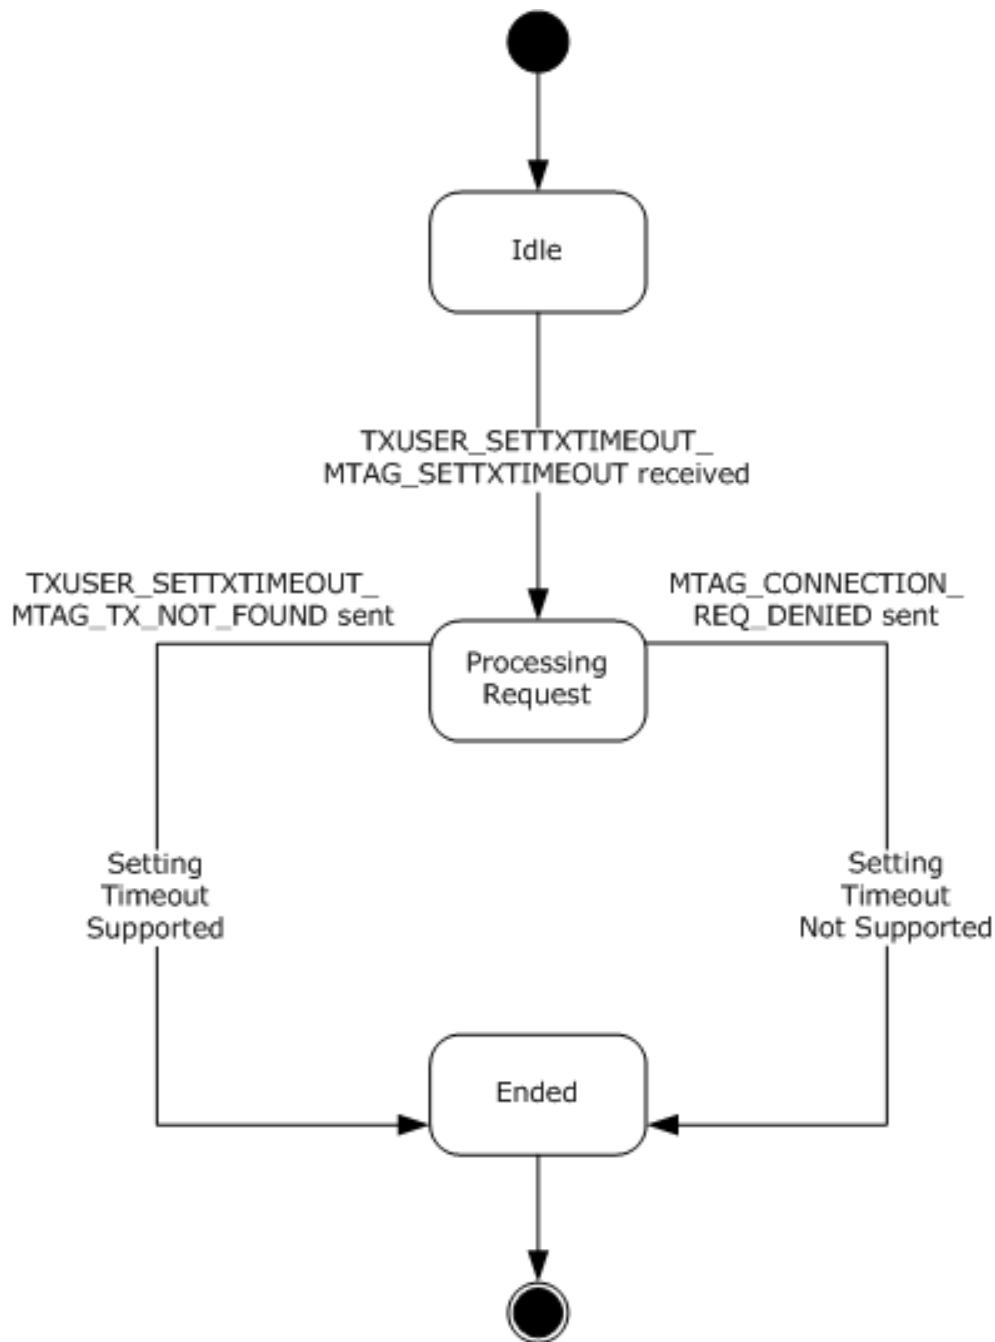 Idle
TXUSER_SETTXTIMEOUT_
MTAG_SETTXTIMEOUT received
TXUSER_SETTXTIMEOUT_
MTAG_TX_NOT_FOUND sent
MTAG_CONNECTION_
REQ_DENIED sent
Processing
Request
Setting
Timeout
Supported
Setting
Timeout
Not Supported
Ended